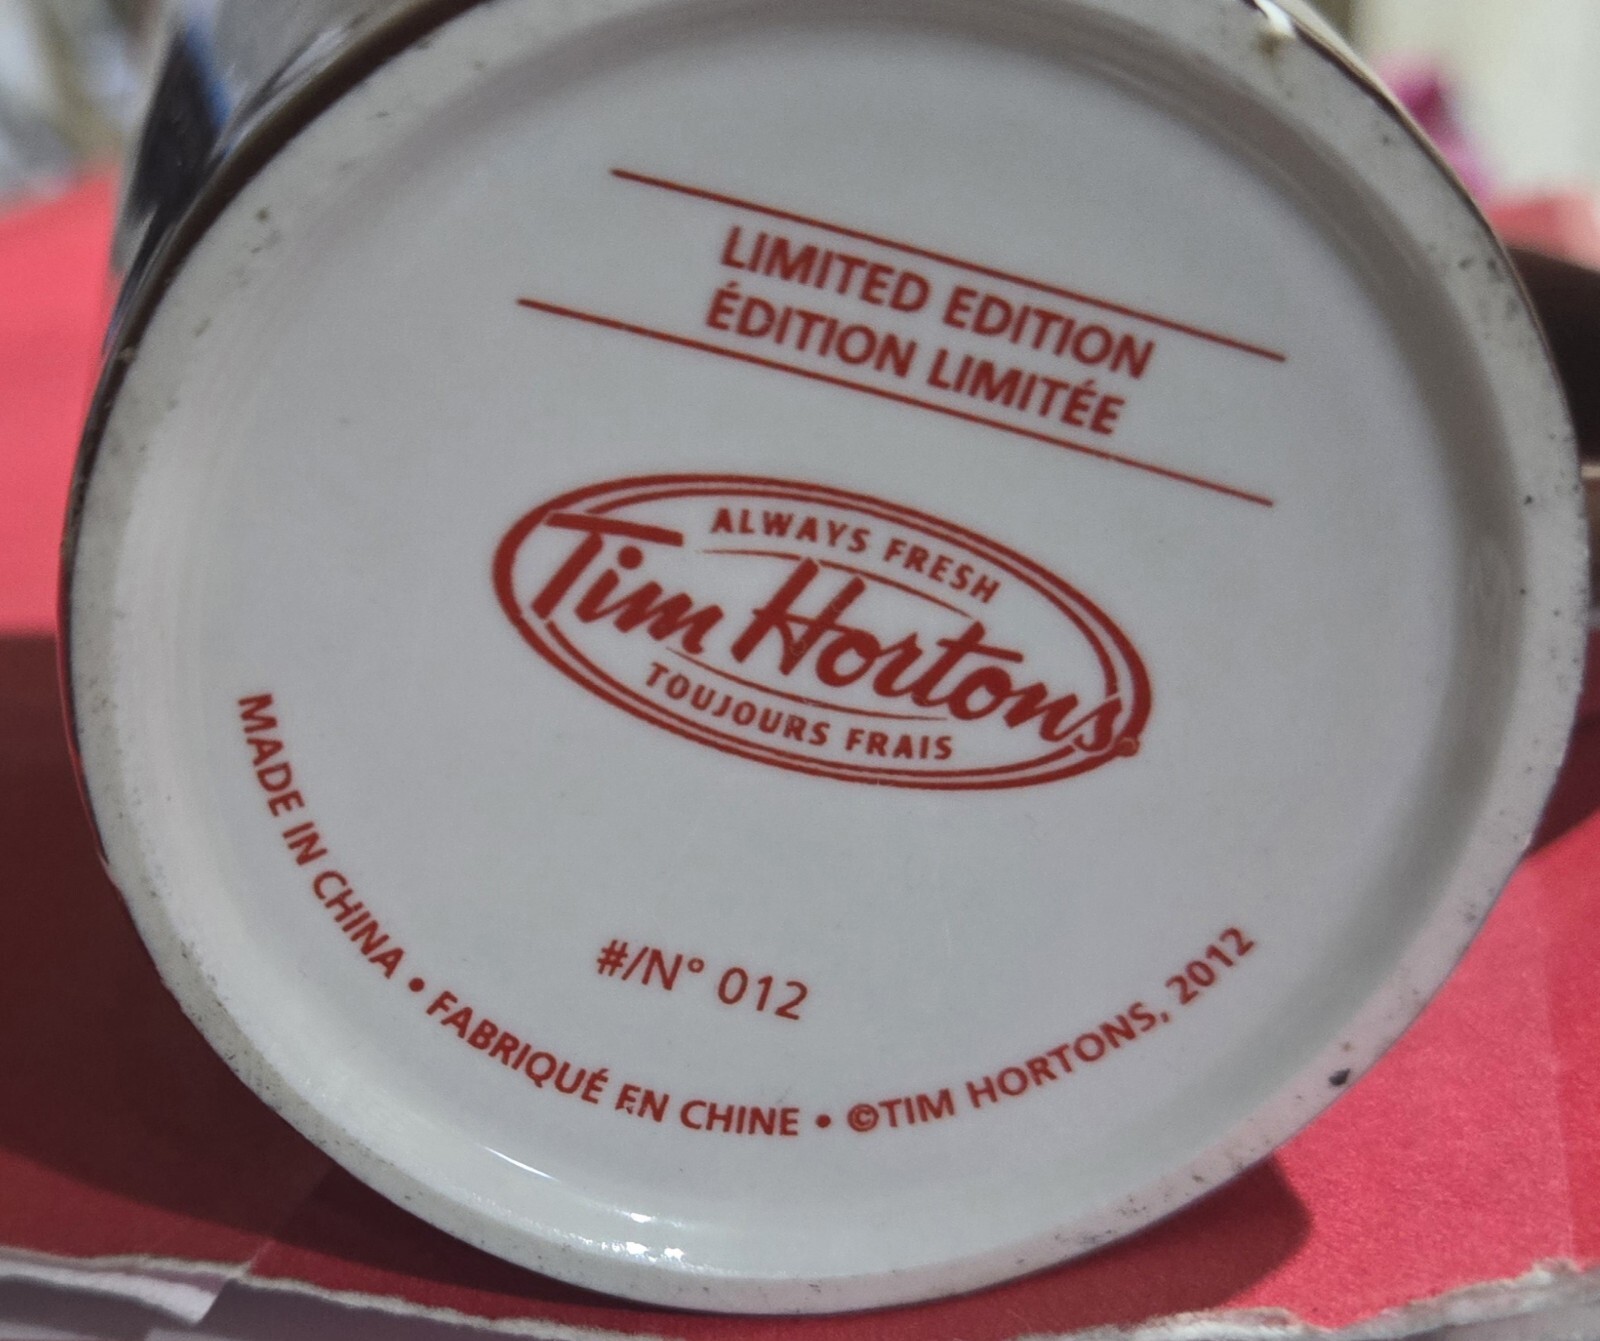 LIMITED EDITION
ÉDITION LIMITÉE
ALWAYS FRESH
Tim Hortons
TOUJOURS FRAIS
#/N° 012
MADE IN CHINA • FABRIQUÉ EN CHINE • ©TIM HORTONS, 2012